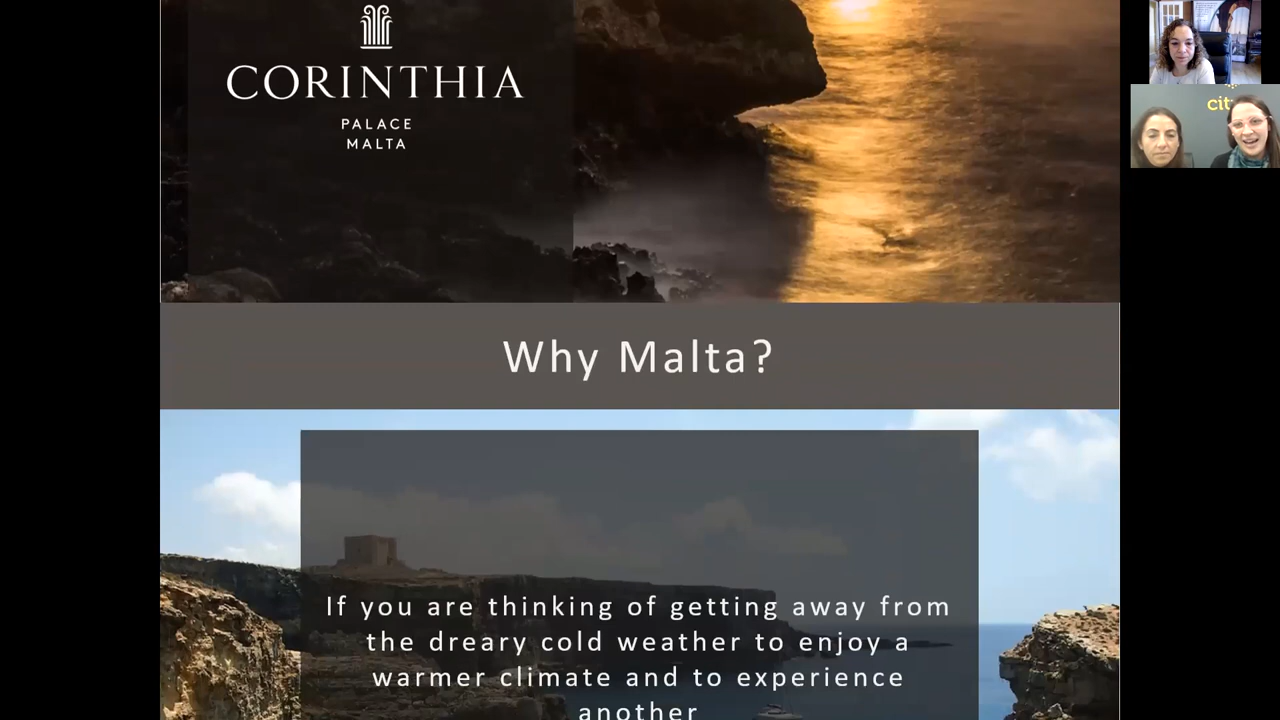 CORINTHIA
PALACE
MALTA
Why Malta?
If you are thinking of getting away from
the dreary cold weather to enjoy a
warmer climate and to experience
another